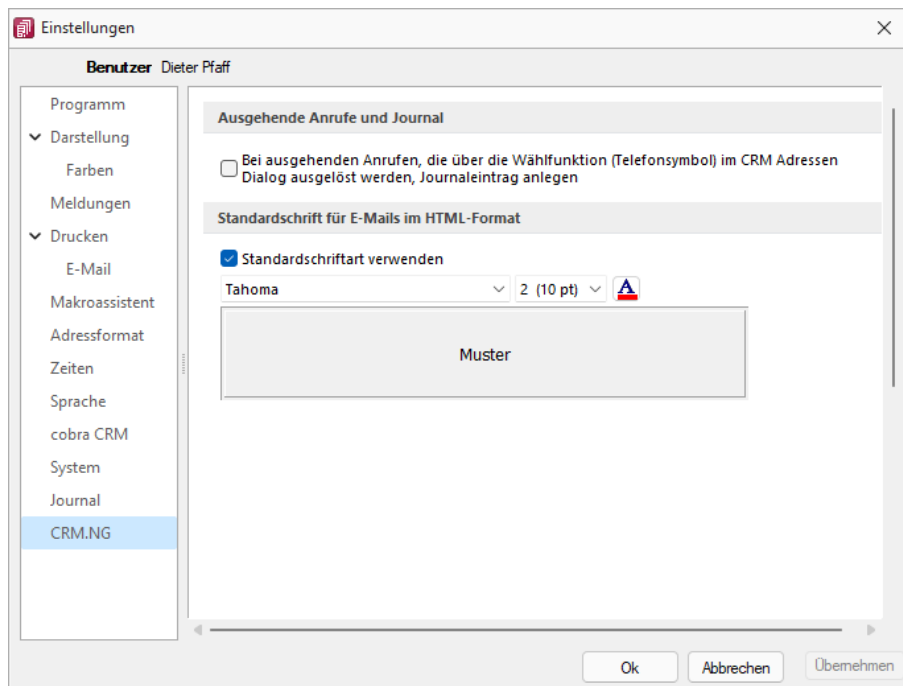 Einstellungen
Benutzer Dieter Pfaff
Programm
Darstellung
Farben
Meldungen
Drucken
E-Mail
Makroassistent
Adressformat
Zeiten
Sprache
cobra CRM
System
Journal
CRM.NG
Ausgehende Anrufe und Journal
Bei ausgehenden Anrufen, die über die Wählfunktion (Telefonsymbol) im CRM Adressen
Dialog ausgelöst werden, Journaleintrag anlegen
Standardschrift für E-Mails im HTML-Format
Standardschriftart verwenden
Tahoma 2 (10 pt) A
Muster
Ok Abbrechen Übernehmen